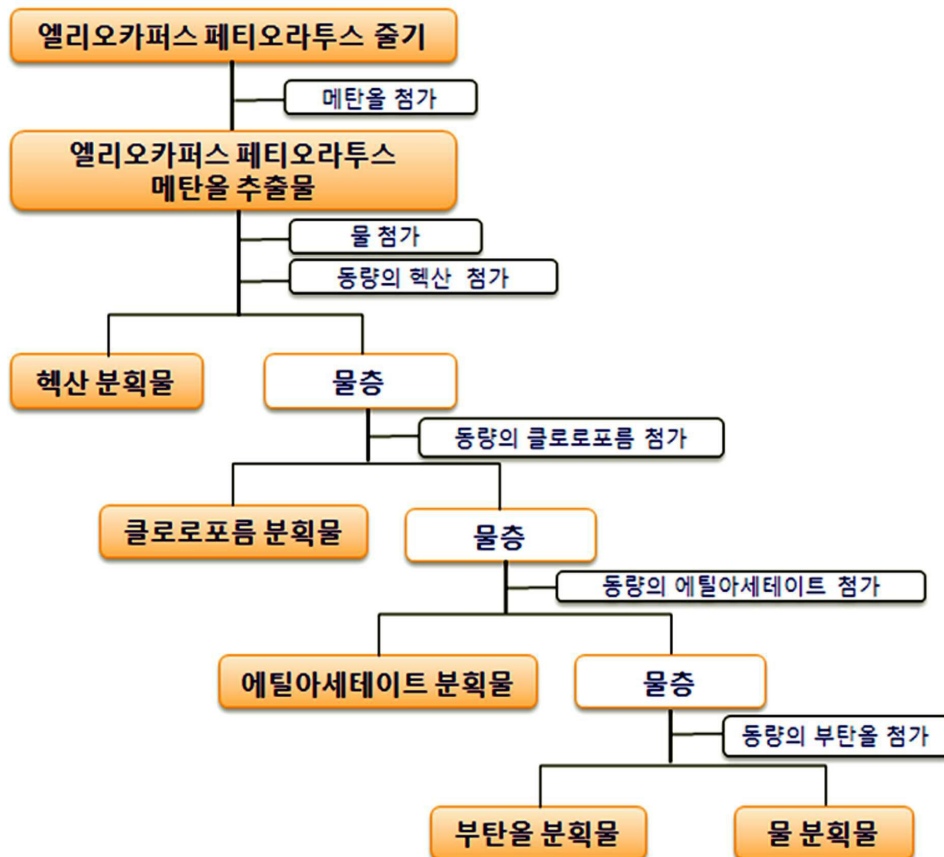 엘리오카퍼스 페티오라투스 줄기
메탄올 첨가
엘리오카퍼스 페티오라투스
메탄올 추출물
물 첨가
동량의 헥산 첨가
헥산 분획물
물층
동량의 클로로포름 첨가
클로로포름 분획물
물층
동량의 에틸아세테이트 첨가
에틸아세테이트 분획물
물층
동량의 부탄올 첨가
부탄올 분획물
물 분획물